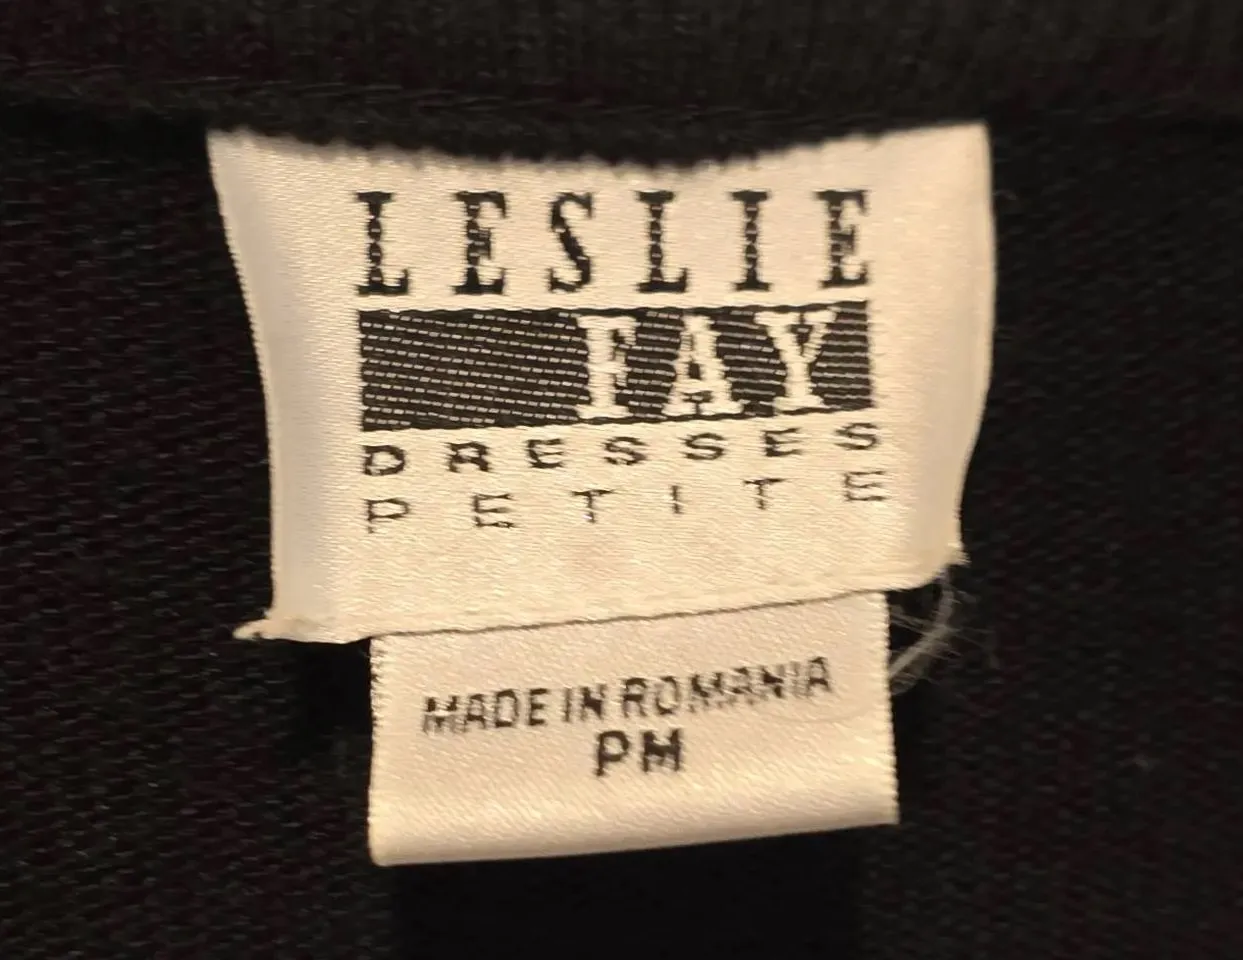 LESLIE
FAY
DRESSES
PETITE
MADE IN ROMANIA
PM